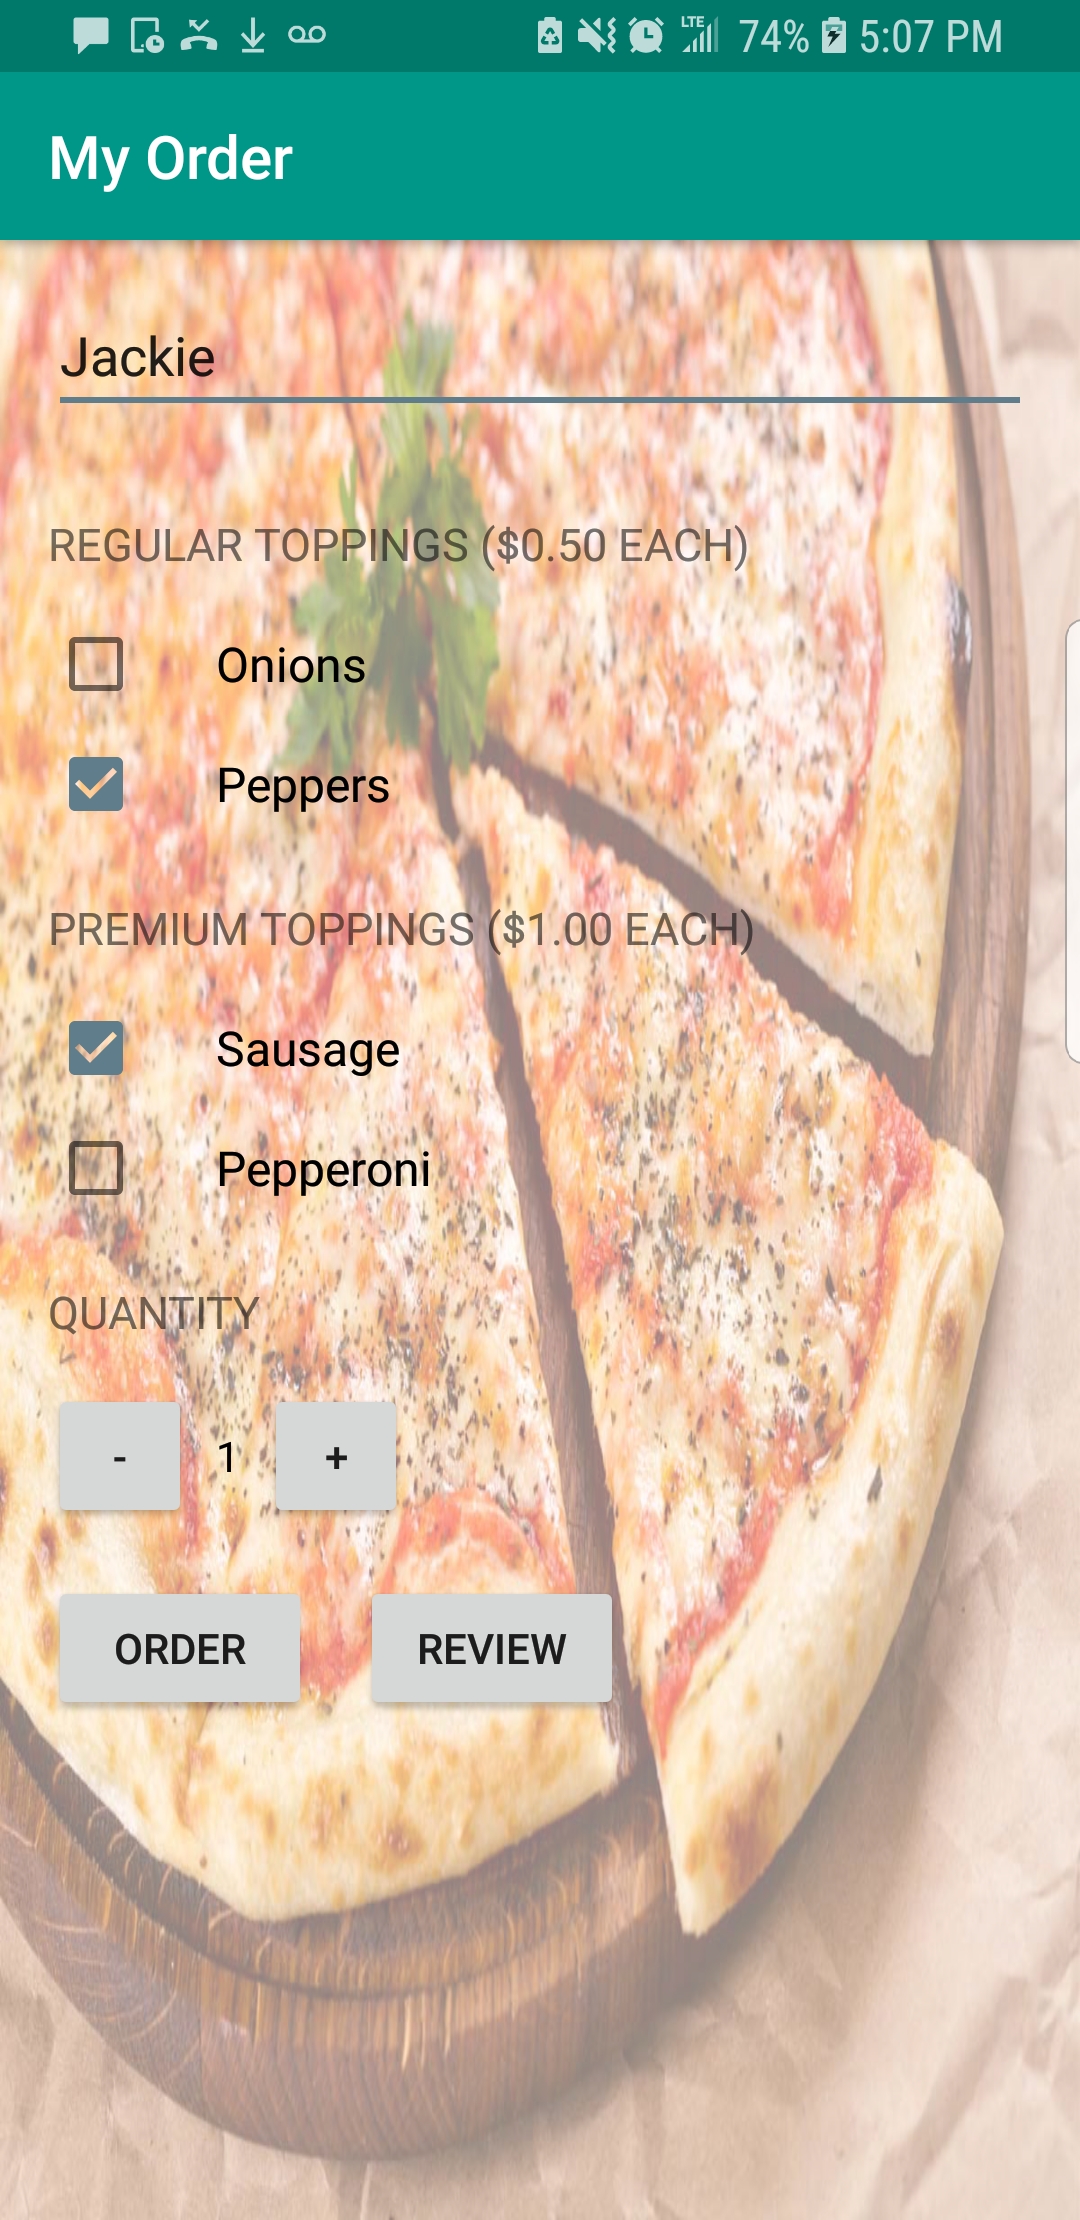 LTE 74% 5:07 PM
My Order
Jackie
REGULAR TOPPINGS ($0.50 EACH)
Onions
Peppers
PREMIUM TOPPINGS ($1.00 EACH)
Sausage
Pepperoni
QUANTITY
- 1 +
ORDER REVIEW